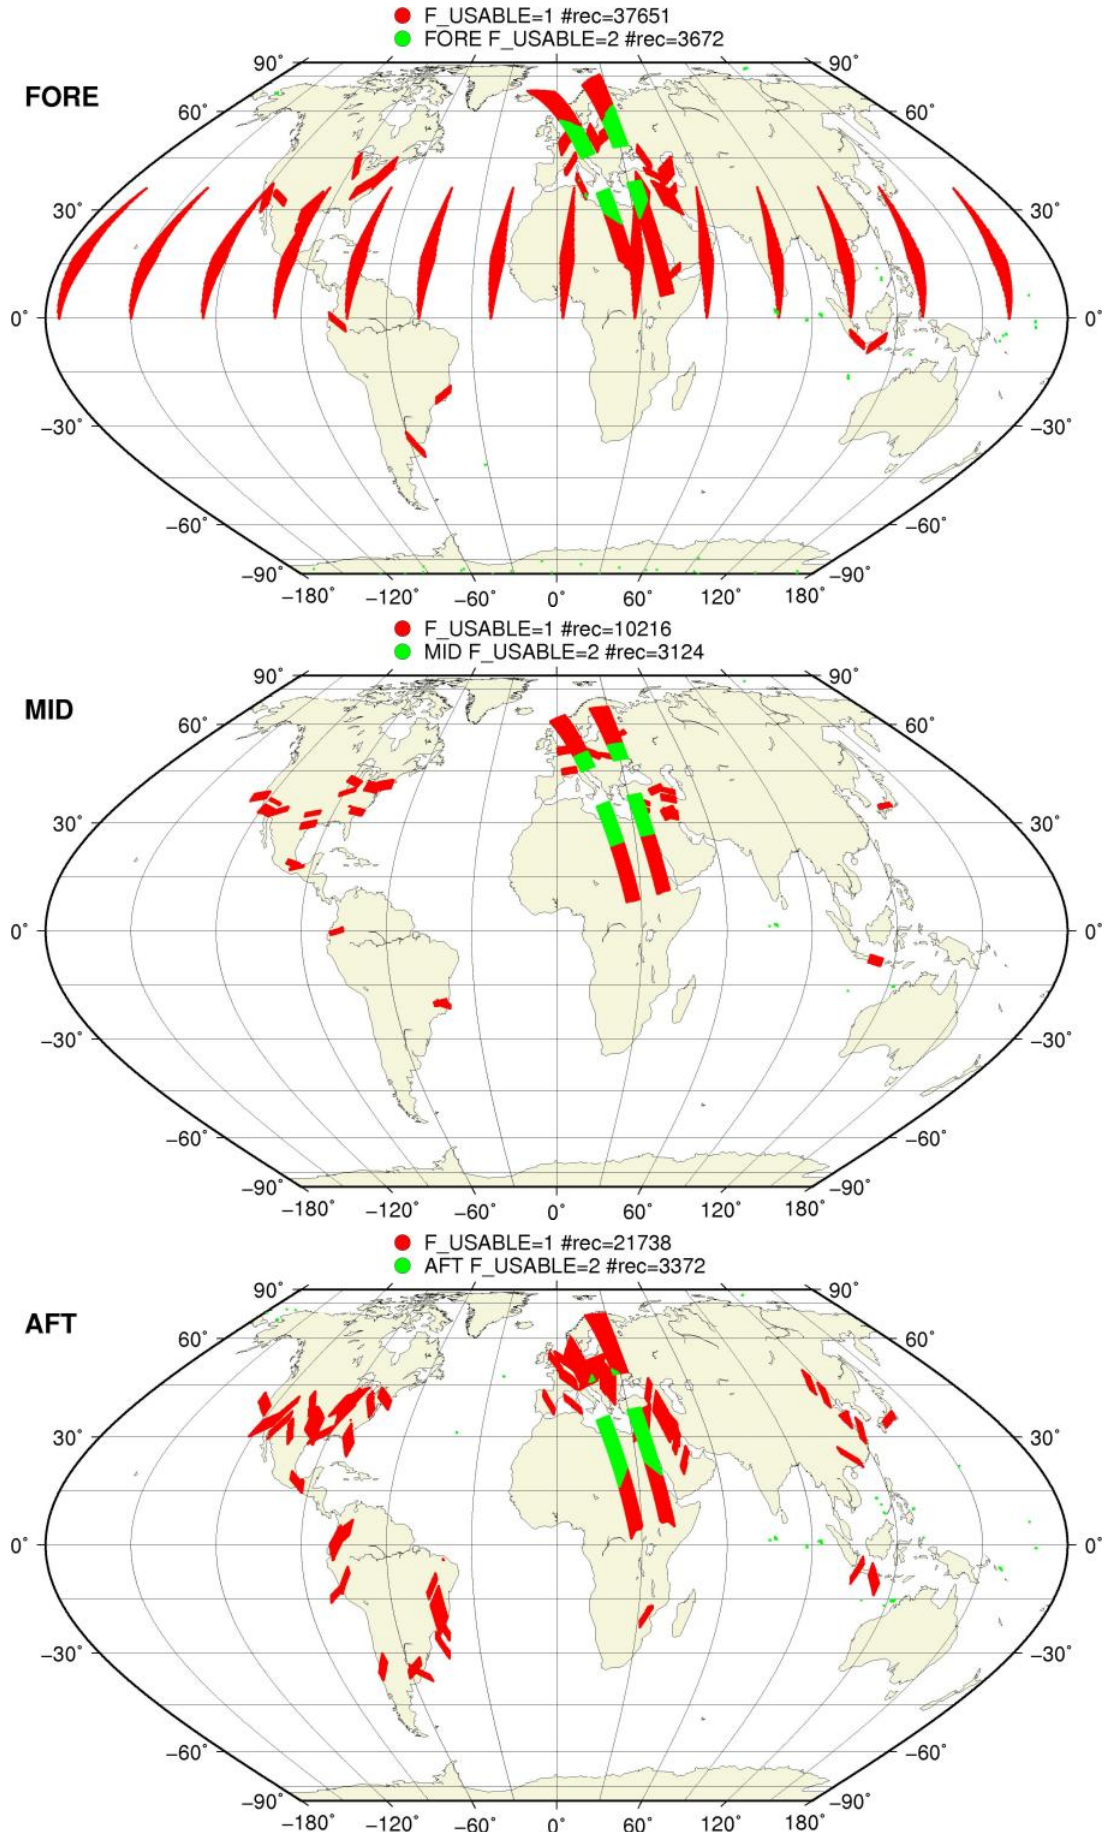 F_USABLE=1 #rec=37651
FORE F_USABLE=2 #rec=3672
FORE
90° 90°
60° 60°
30° 30°
0° 0°
−30° −30°
−60° −60°
−90° −90°
−180° −120° −60° 0° 60° 120° 180°
F_USABLE=1 #rec=10216
MID F_USABLE=2 #rec=3124
MID
90° 90°
60° 60°
30° 30°
0° 0°
−30° −30°
−60° −60°
−90° −90°
−180° −120° −60° 0° 60° 120° 180°
F_USABLE=1 #rec=21738
AFT F_USABLE=2 #rec=3372
AFT
90° 90°
60° 60°
30° 30°
0° 0°
−30° −30°
−60° −60°
−90° −90°
−180° −120° −60° 0° 60° 120° 180°